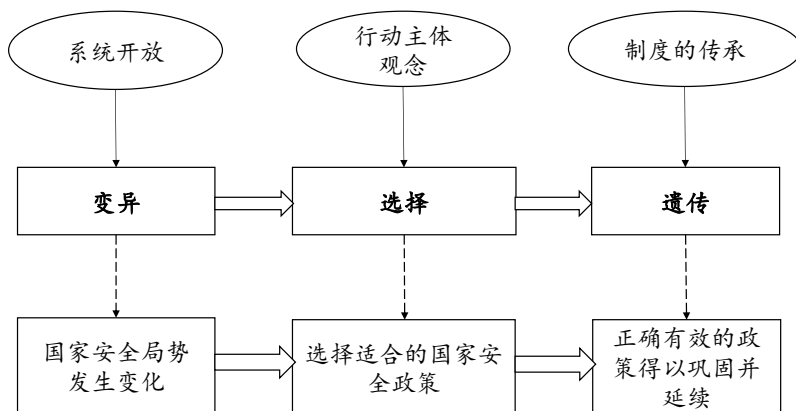 系统开放
行动主体
观念
制度的传承
变异
选择
遗传
国家安全局势
发生变化
选择适合的国家安
全政策
正确有效的政
策得以巩固并
延续